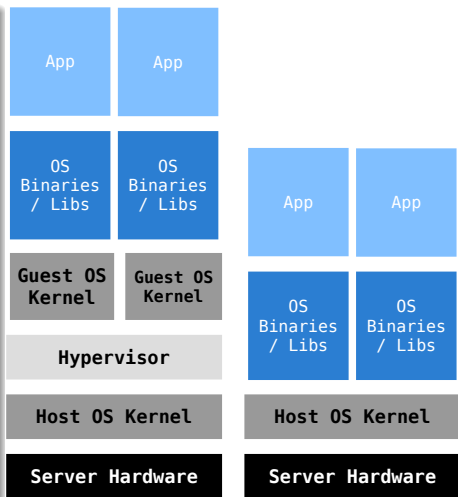 App
App
OS
Binaries
/ Libs
OS
Binaries
/ Libs
Guest OS
Kernel
Guest OS
Kernel
Hypervisor
Host OS Kernel
Server Hardware
App
App
OS
Binaries
/ Libs
OS
Binaries
/ Libs
Host OS Kernel
Server Hardware